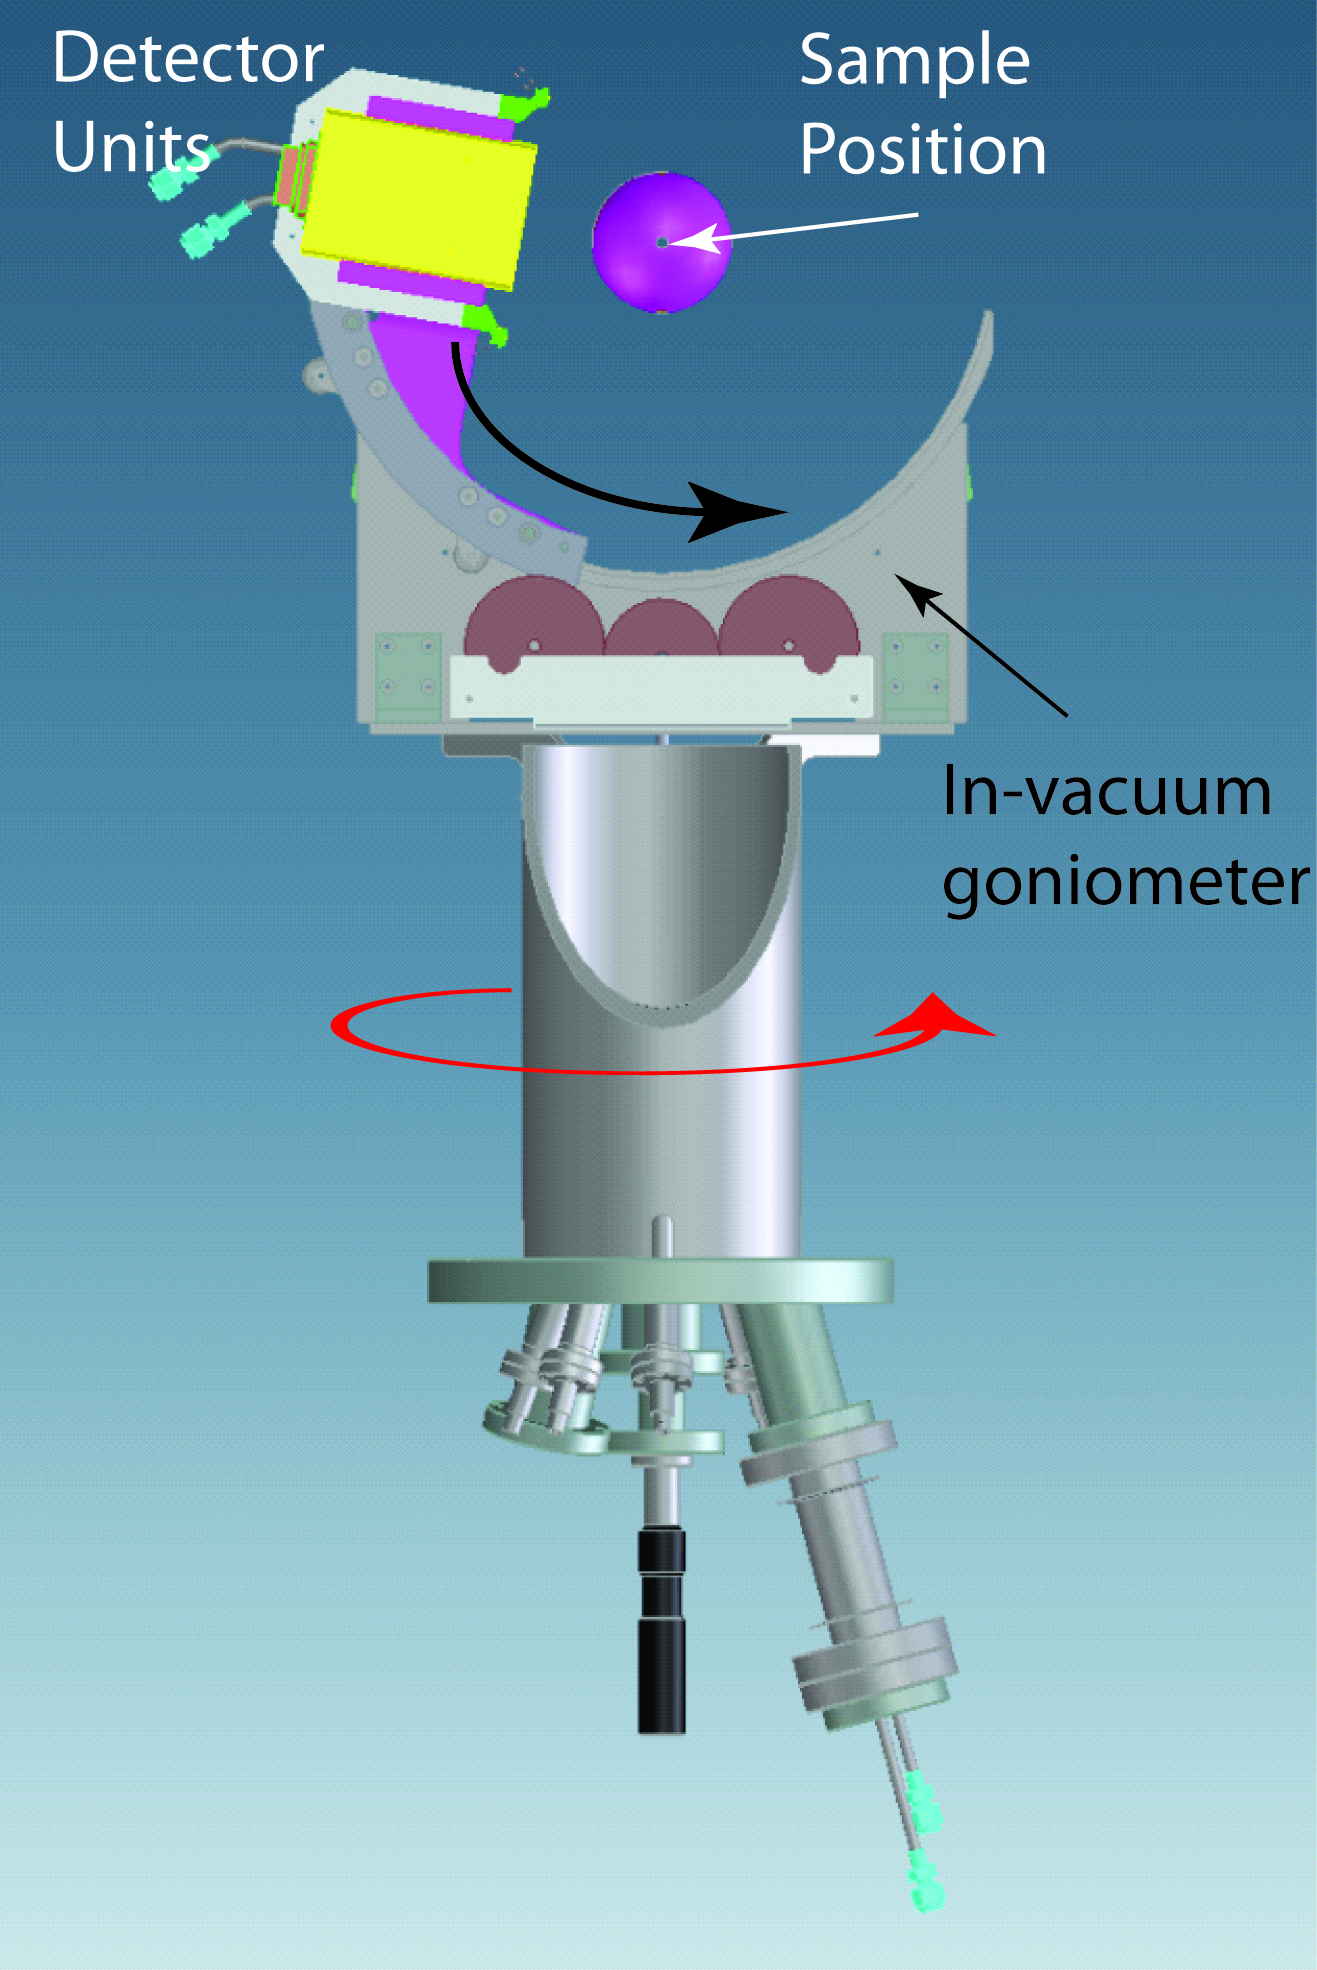 Detector
Units
Sample
Position
In-vacuum
goniometer